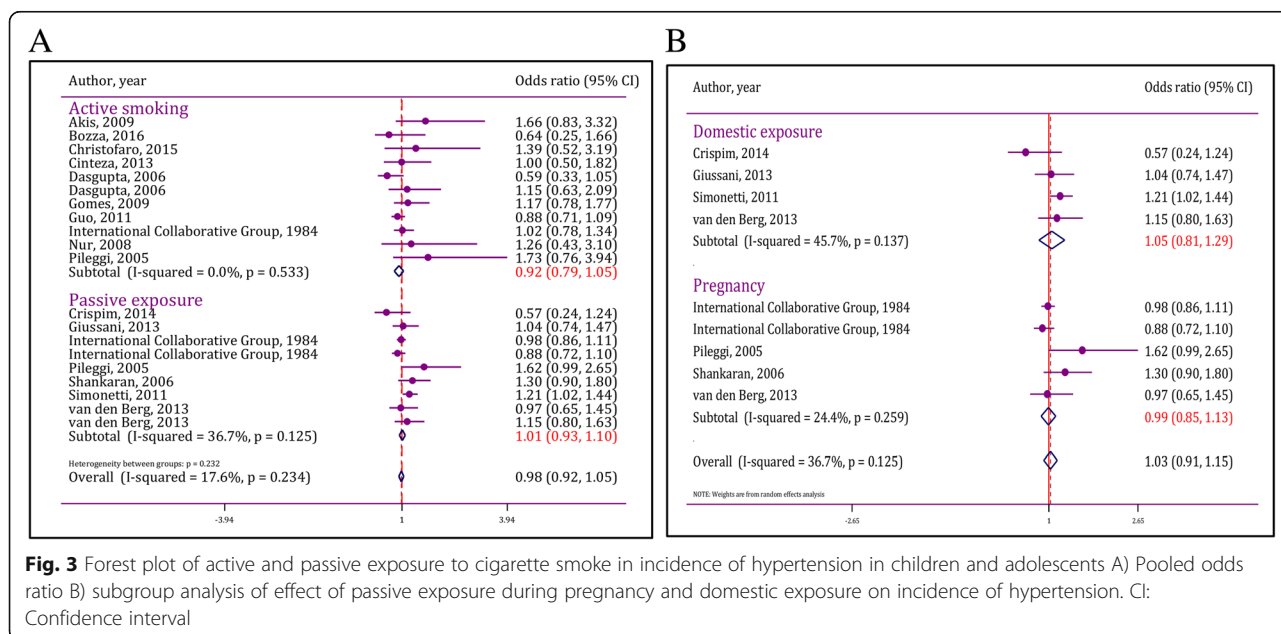 A
Author, year Odds ratio (95% CI)
Active smoking
Akis, 2009 1.66 (0.83, 3.32)
Bozza, 2016 0.64 (0.25, 1.66)
Christofaro, 2015 1.39 (0.52, 3.19)
Cinteza, 2013 1.00 (0.50, 1.82)
Dasgupta, 2006 0.59 (0.33, 1.05)
Dasgupta, 2006 1.15 (0.63, 2.09)
Gomes, 2009 1.17 (0.78, 1.77)
Guo, 2011 0.88 (0.71, 1.09)
International Collaborative Group, 1984 1.02 (0.78, 1.34)
Nur, 2008 1.26 (0.43, 3.10)
Pileggi, 2005 1.73 (0.76, 3.94)
Subtotal (I-squared = 0.0%, p = 0.533) 0.92 (0.79, 1.05)
Passive exposure
Crispim, 2014 0.57 (0.24, 1.24)
Giussani, 2013 1.04 (0.74, 1.47)
International Collaborative Group, 1984 0.98 (0.86, 1.11)
International Collaborative Group, 1984 0.88 (0.72, 1.10)
Pileggi, 2005 1.62 (0.99, 2.65)
Shankaran, 2006 1.30 (0.90, 1.80)
Simonetti, 2011 1.21 (1.02, 1.44)
van den Berg, 2013 0.97 (0.65, 1.45)
van den Berg, 2013 1.15 (0.80, 1.63)
Subtotal (I-squared = 36.7%, p = 0.125) 1.01 (0.93, 1.10)
Heterogeneity between groups: p = 0.232
Overall (I-squared = 17.6%, p = 0.234) 0.98 (0.92, 1.05)
-3.94 1 3.94
B
Author, year Odds ratio (95% CI)
Domestic exposure
Crispim, 2014 0.57 (0.24, 1.24)
Giussani, 2013 1.04 (0.74, 1.47)
Simonetti, 2011 1.21 (1.02, 1.44)
van den Berg, 2013 1.15 (0.80, 1.63)
Subtotal (I-squared = 45.7%, p = 0.137) 1.05 (0.81, 1.29)
.
Pregnancy
International Collaborative Group, 1984 0.98 (0.86, 1.11)
International Collaborative Group, 1984 0.88 (0.72, 1.10)
Pileggi, 2005 1.62 (0.99, 2.65)
Shankaran, 2006 1.30 (0.90, 1.80)
van den Berg, 2013 0.97 (0.65, 1.45)
Subtotal (I-squared = 24.4%, p = 0.259) 0.99 (0.85, 1.13)
.
Overall (I-squared = 36.7%, p = 0.125) 1.03 (0.91, 1.15)
NOTE: Weights are from random effects analysis
-2.65 1 2.65
Fig. 3 Forest plot of active and passive exposure to cigarette smoke in incidence of hypertension in children and adolescents A) Pooled odds
ratio B) subgroup analysis of effect of passive exposure during pregnancy and domestic exposure on incidence of hypertension. CI:
Confidence interval